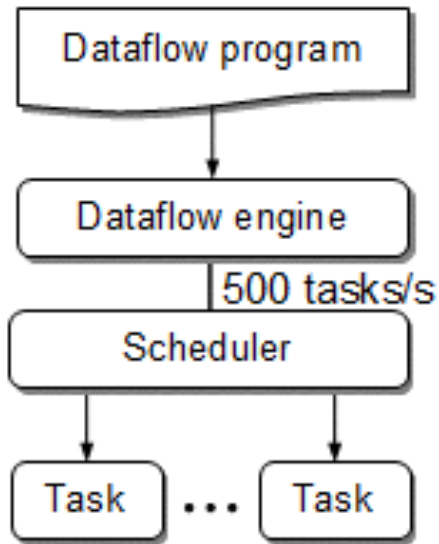 Dataflow program
Dataflow engine
500 tasks/s
Scheduler
Task ... Task